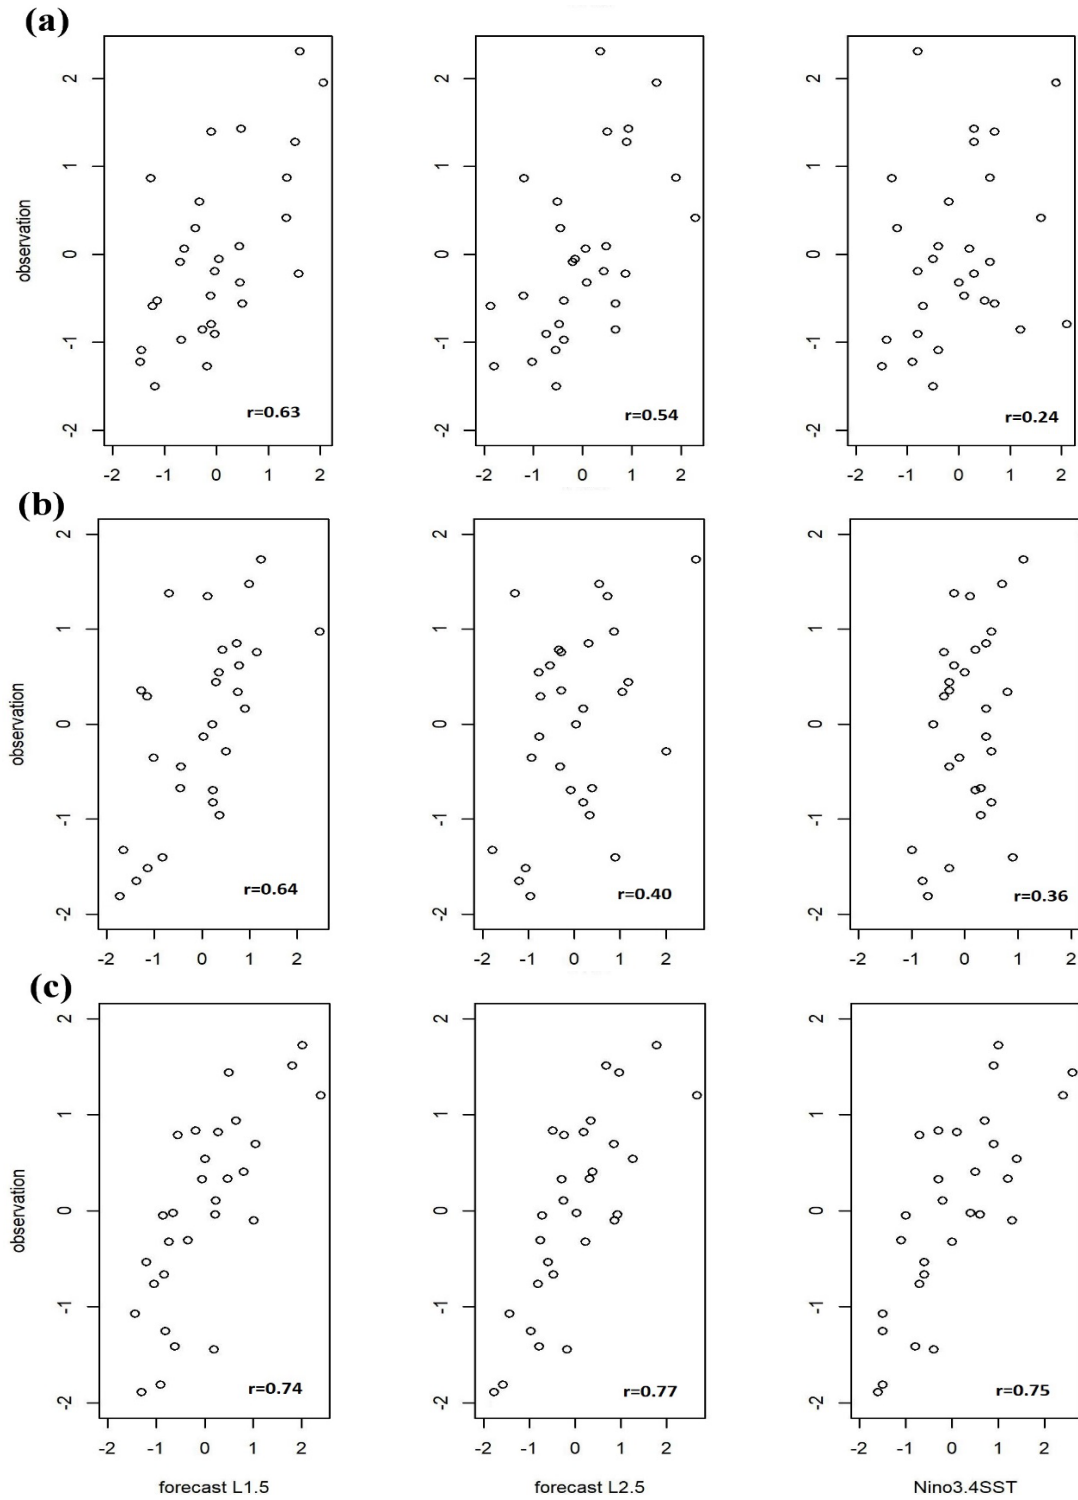 (a)
observation
2
1
0
-1
-2
r=0.63
-2 -1 0 1 2
2
1
0
-1
-2
r=0.54
-2 -1 0 1 2
2
1
0
-1
-2
r=0.24
-2 -1 0 1 2
(b)
observation
2
1
0
-1
-2
r=0.64
-2 -1 0 1 2
2
1
0
-1
-2
r=0.40
-2 -1 0 1 2
2
1
0
-1
-2
r=0.36
-2 -1 0 1 2
(c)
observation
2
1
0
-1
-2
r=0.74
-2 -1 0 1 2
forecast L1.5
2
1
0
-1
-2
r=0.77
-2 -1 0 1 2
forecast L2.5
2
1
0
-1
-2
r=0.75
-2 -1 0 1 2
Nino3.4SST